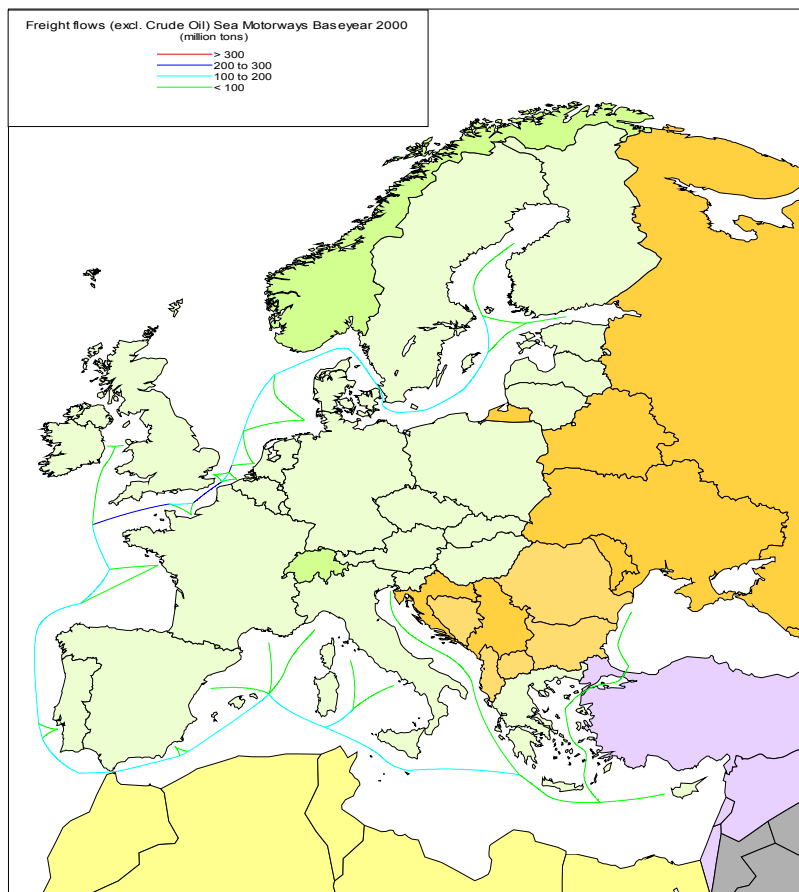 Freight flows (excl. Crude Oil) Sea Motorways Baseyear 2000
(million tons)
> 300
200 to 300
100 to 200
< 100